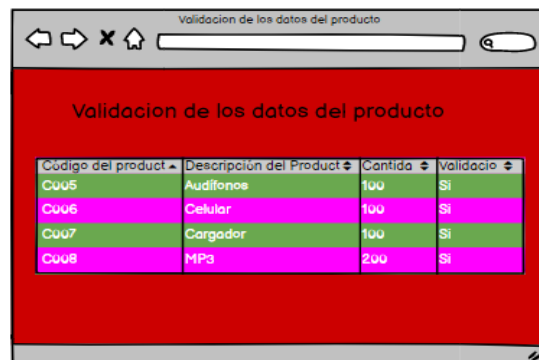 Validacion de los datos del producto
Validacion de los datos del producto
Código del product Descripción del Product Cantida Validacio
C005 Audífonos 100 Si
C006 Celular 100 Si
C007 Cargador 100 Si
C008 MP3 200 Si